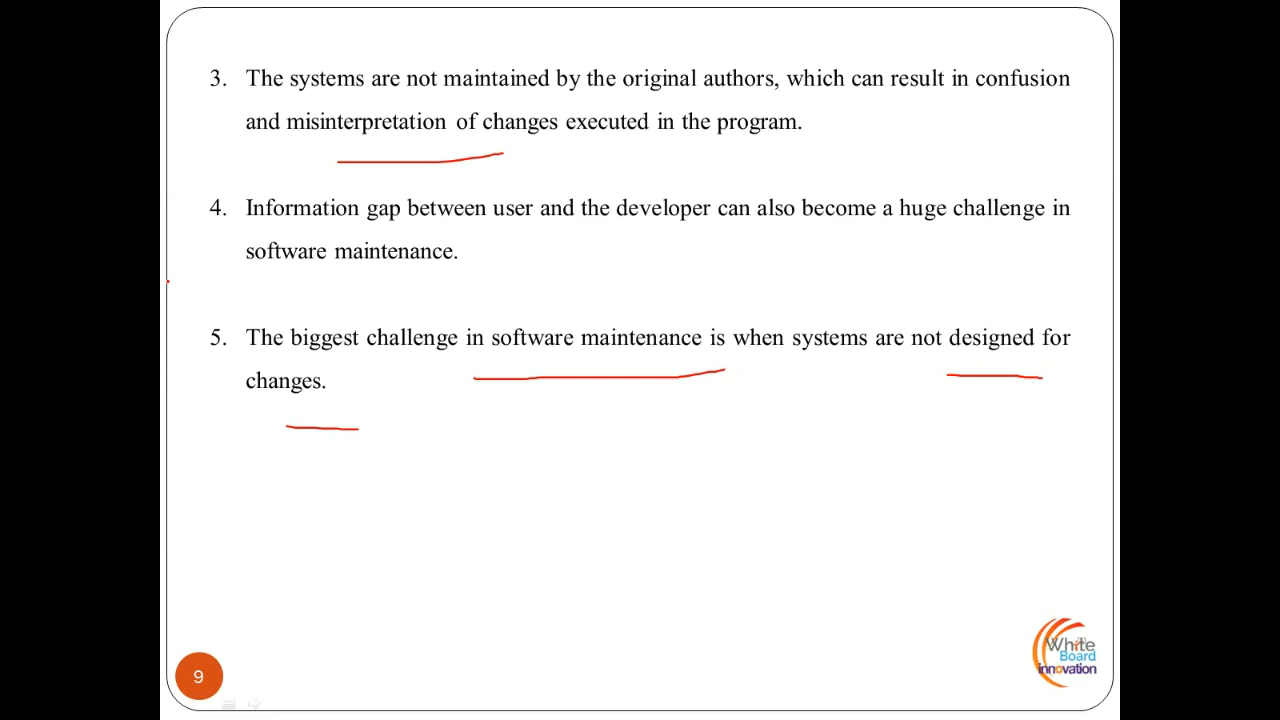 3. The systems are not maintained by the original authors, which can result in confusion
and misinterpretation of changes executed in the program.
4. Information gap between user and the developer can also become a huge challenge in
software maintenance.
5. The biggest challenge in software maintenance is when systems are not designed for
changes.
White
Board
innovation
9